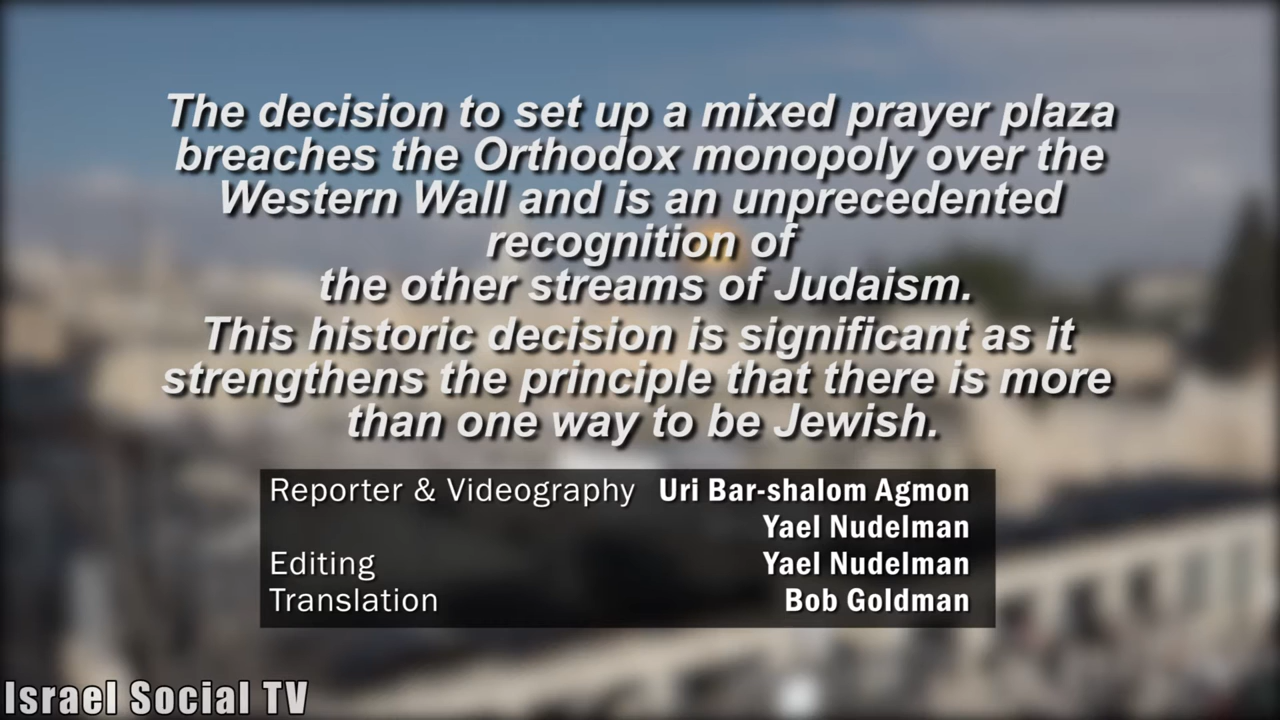 The decision to set up a mixed prayer plaza
breaches the Orthodox monopoly over the
Western Wall and is an unprecedented
recognition of
the other streams of Judaism.
This historic decision is significant as it
strengthens the principle that there is more
than one way to be Jewish.
Reporter & Videography Uri Bar-shalom Agmon
Yael Nudelman
Editing Yael Nudelman
Translation Bob Goldman
Israel Social TV